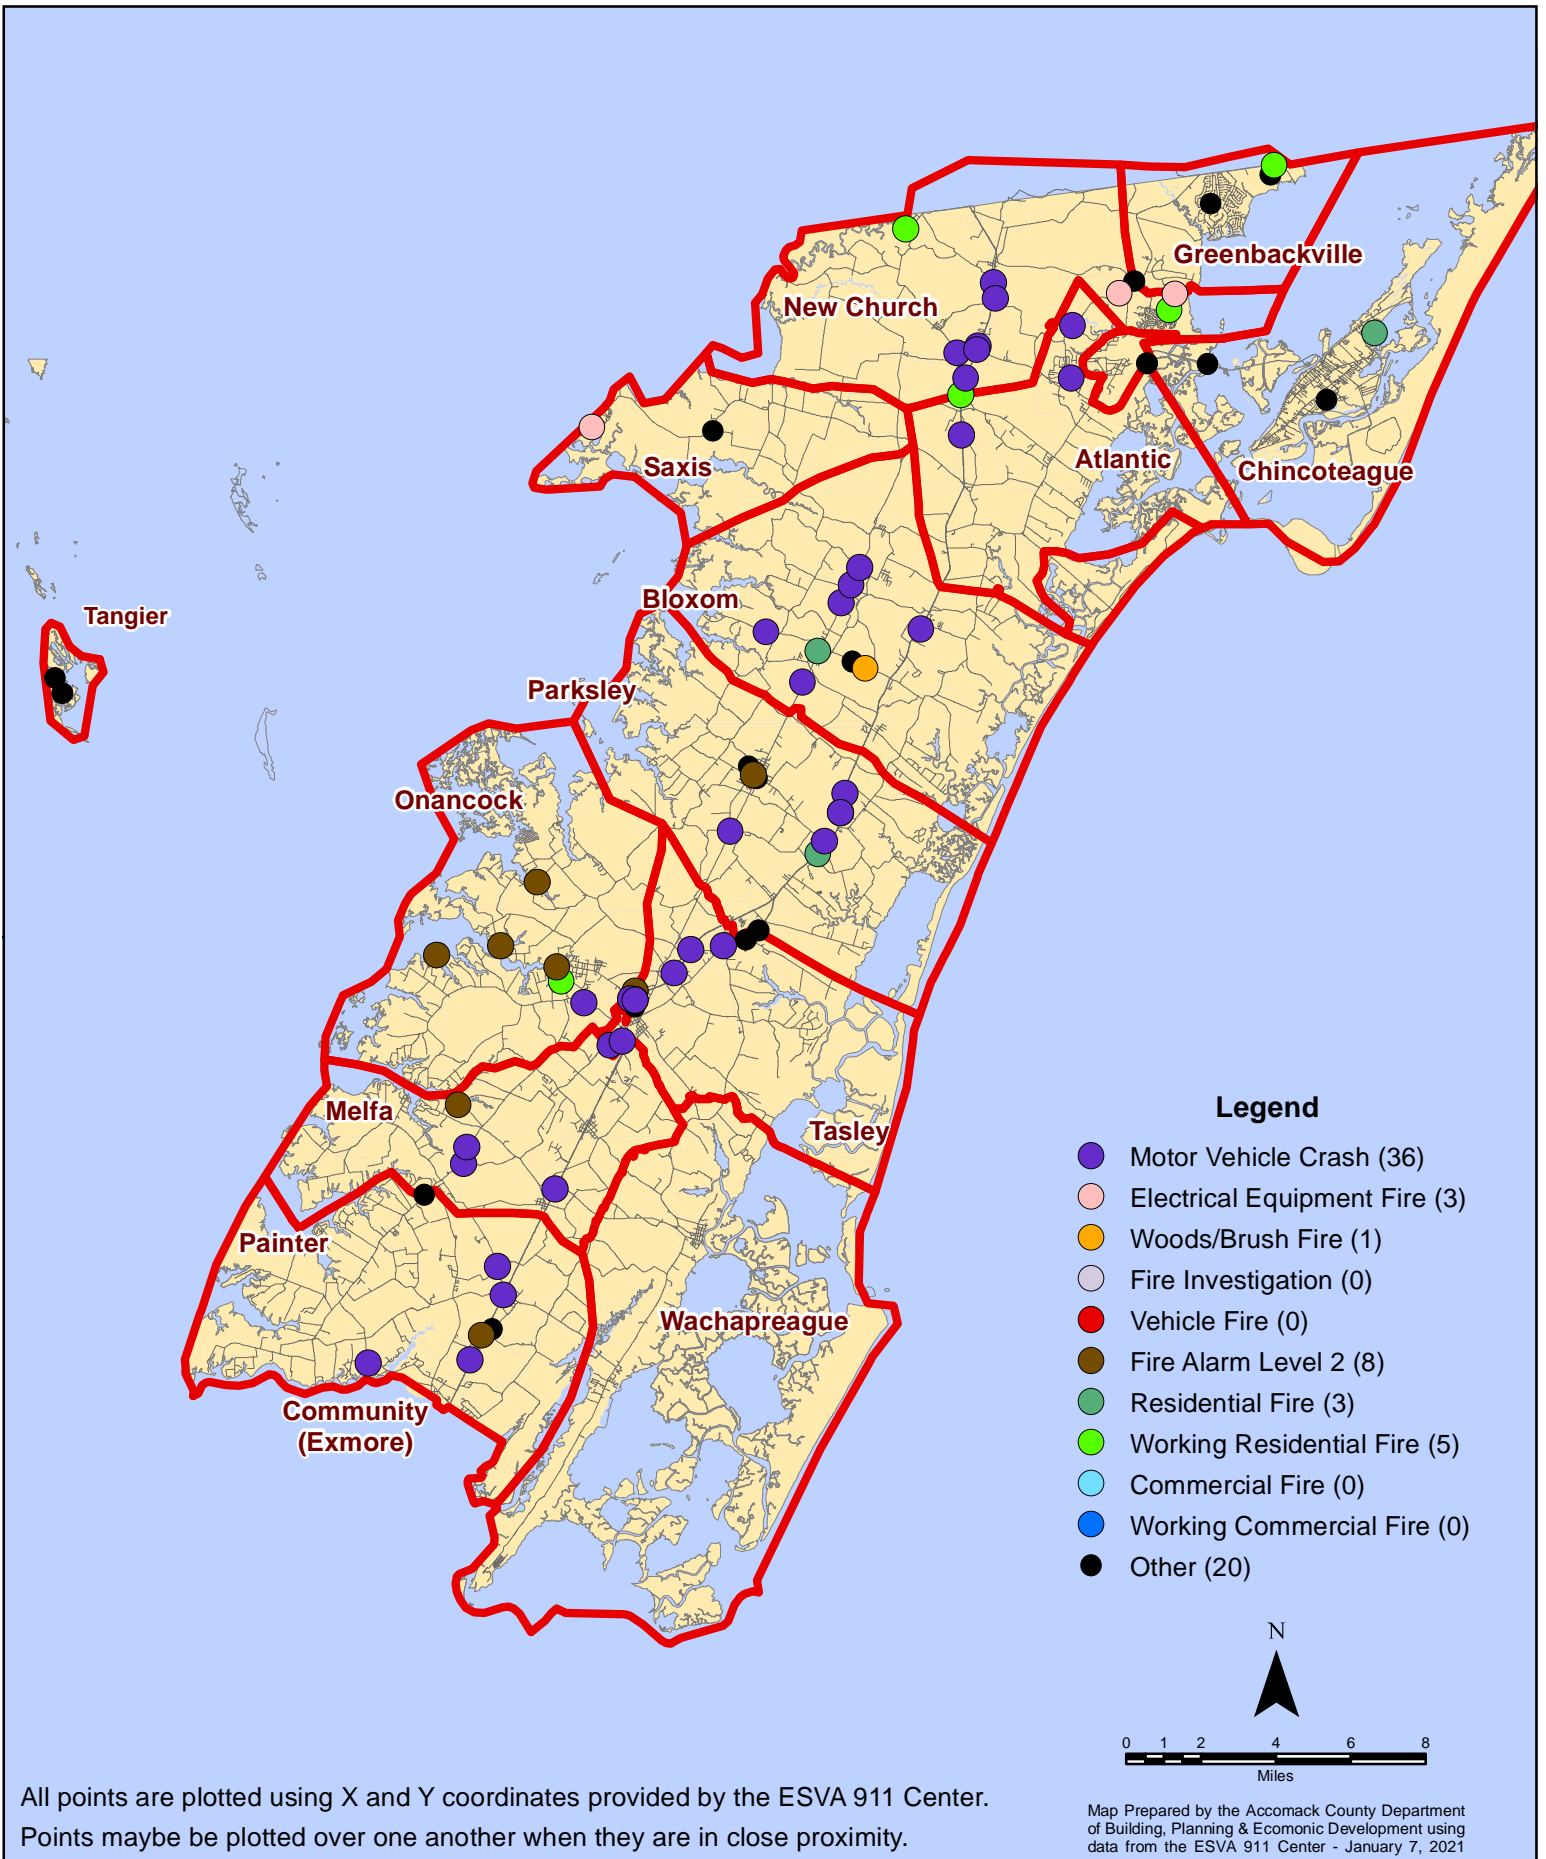 Greenbackville
New Church
Saxis
Atlantic
Chincoteague
Bloxom
Tangier
Parksley
Onancock
Melfa
Tasley
Painter
Wachapreague
Community
(Exmore)
Legend
Motor Vehicle Crash (36)
Electrical Equipment Fire (3)
Woods/Brush Fire (1)
Fire Investigation (0)
Vehicle Fire (0)
Fire Alarm Level 2 (8)
Residential Fire (3)
Working Residential Fire (5)
Commercial Fire (0)
Working Commercial Fire (0)
Other (20)
N
0 1 2 4 6 8
Miles
All points are plotted using X and Y coordinates provided by the ESVA 911 Center.
Points maybe be plotted over one another when they are in close proximity.
Map Prepared by the Accomack County Department
of Building, Planning & Ecomonic Development using
data from the ESVA 911 Center - January 7, 2021